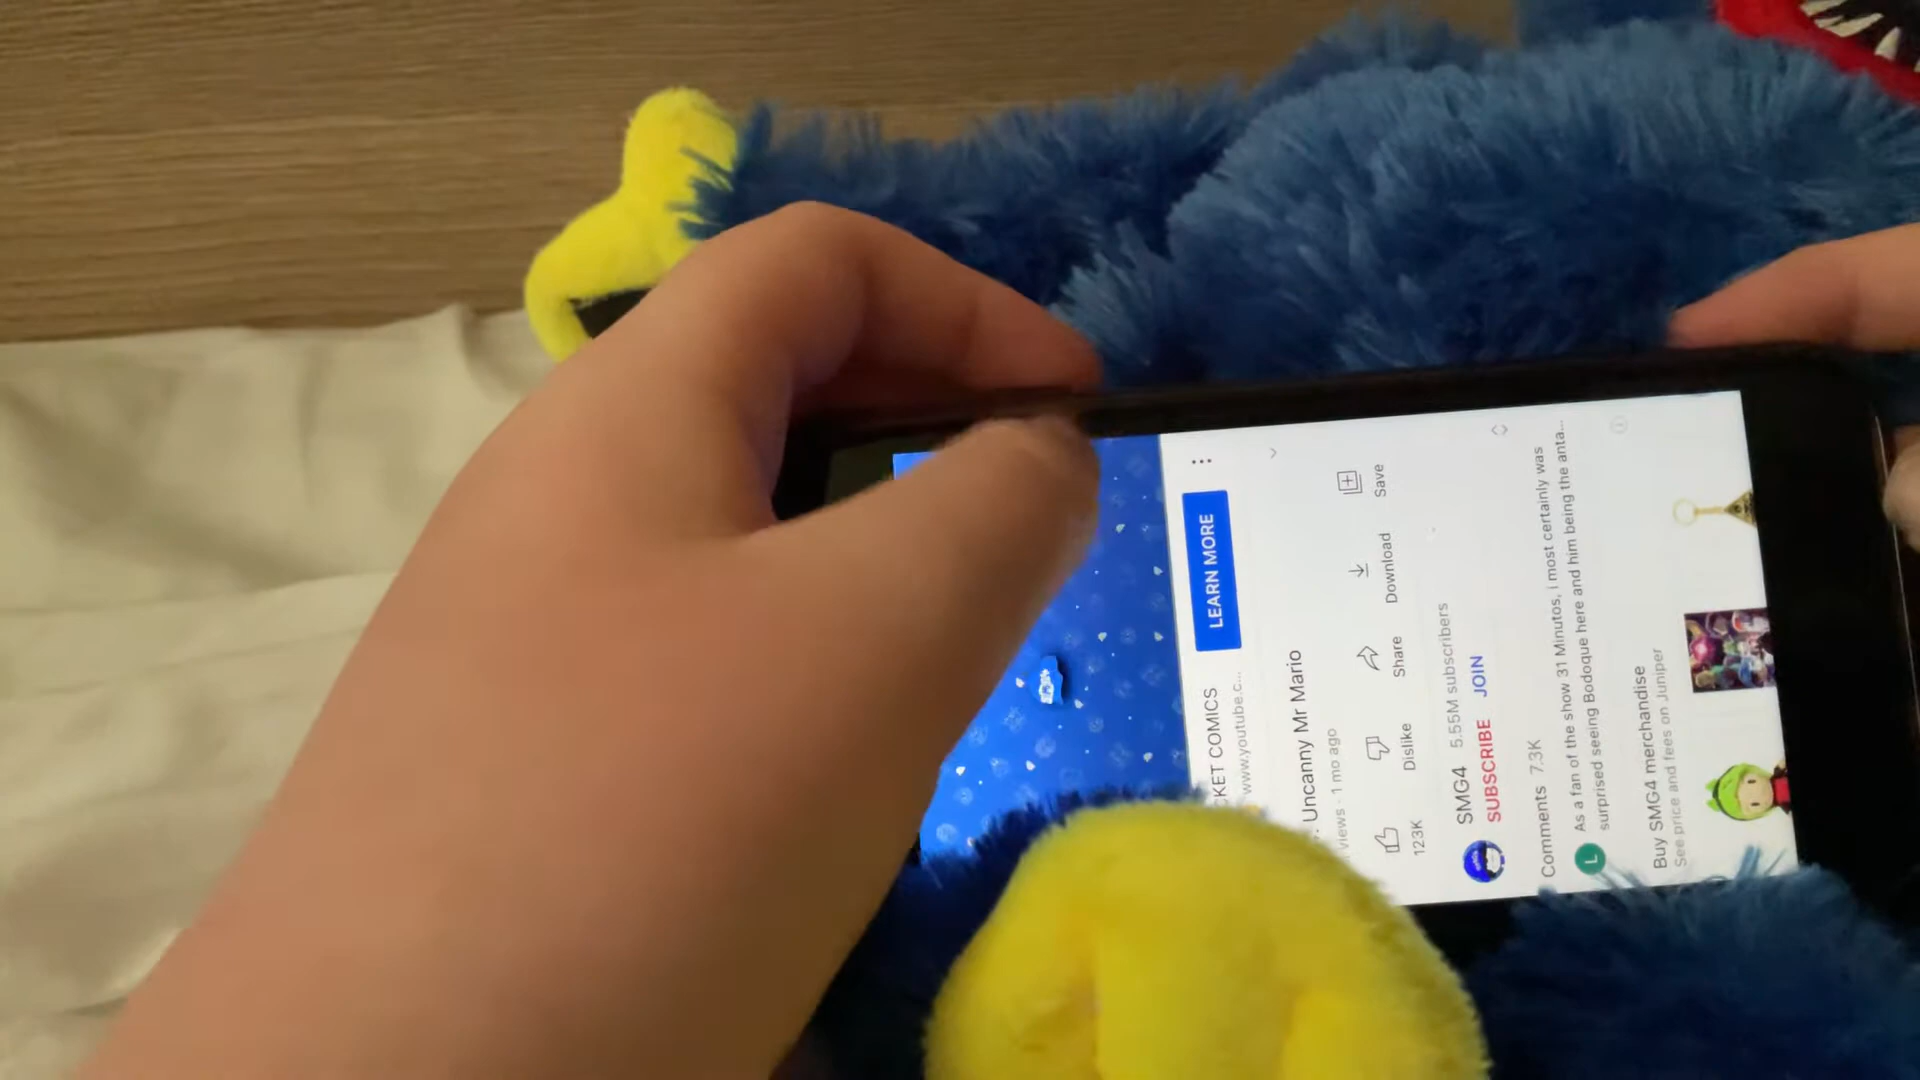 CKET COMICS
www.youtube.c...
LEARN MORE
: Uncanny Mr Mario
views · 1 mo ago
123K
Dislike
Share
Download
Save
SMG4 5.55M subscribers
SUBSCRIBE JOIN
Comments 7.3K
L
As a fan of the show 31 Minutos, i most certainly was
surprised seeing Bodoque here and him being the anta...
Buy SMG4 merchandise
See price and fees on Juniper